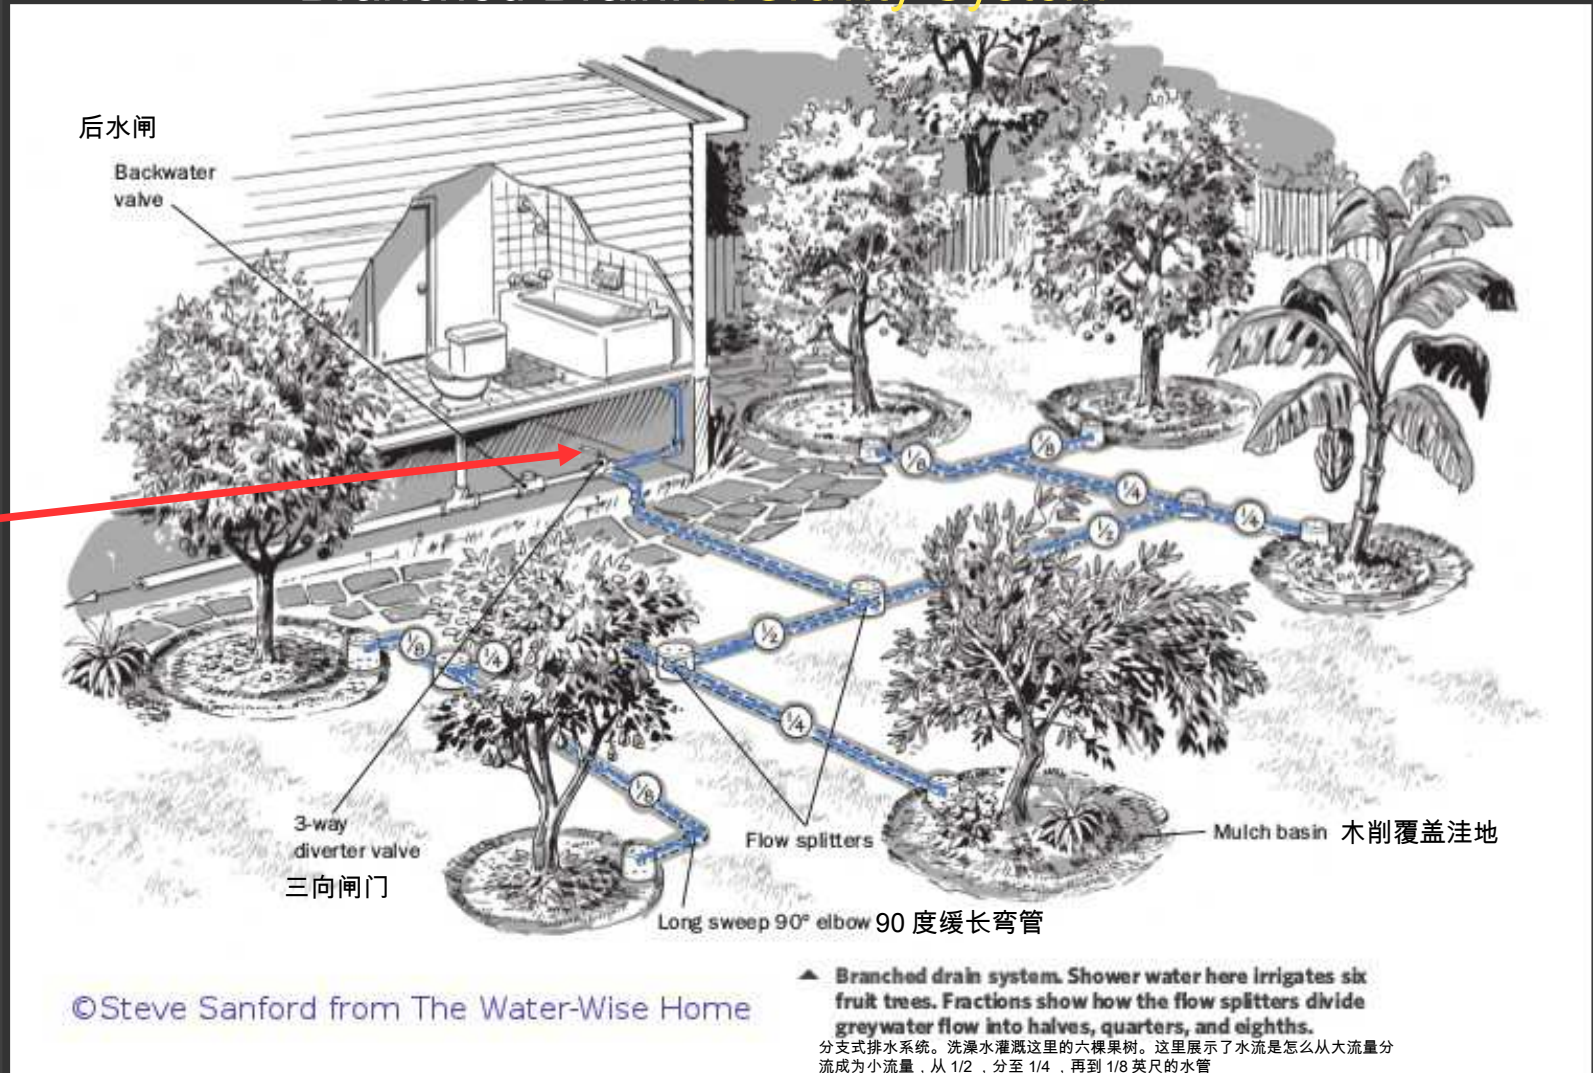 后水闸
Backwater
valve
1/8
1/8
1/4
1/4
1/2
1/2
1/8
1/4
1/4
1/8
3-way
diverter valve
三向闸门
Flow splitters
Mulch basin 木削覆盖洼地
Long sweep 90° elbow 90 度缓长弯管
©Steve Sanford from The Water-Wise Home
▲ Branched drain system. Shower water here irrigates six
fruit trees. Fractions show how the flow splitters divide
greywater flow into halves, quarters, and eighths.
分支式排水系统。洗澡水灌溉这里的六棵果树。这里展示了水流是怎么从大流量分
流成为小流量，从 1/2 ，分至 1/4 ，再到 1/8 英尺的水管